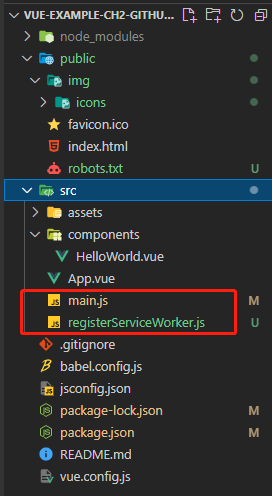 VUE-EXAMPLE-CH2-GITHU...
node_modules
public
img
icons
favicon.ico
index.html
robots.txt
src
assets
components
HelloWorld.vue
App.vue
main.js M
registerServiceWorker.js
.gitignore
babel.config.js
jsconfig.json
package-lock.json M
package.json M
README.md
vue.config.js